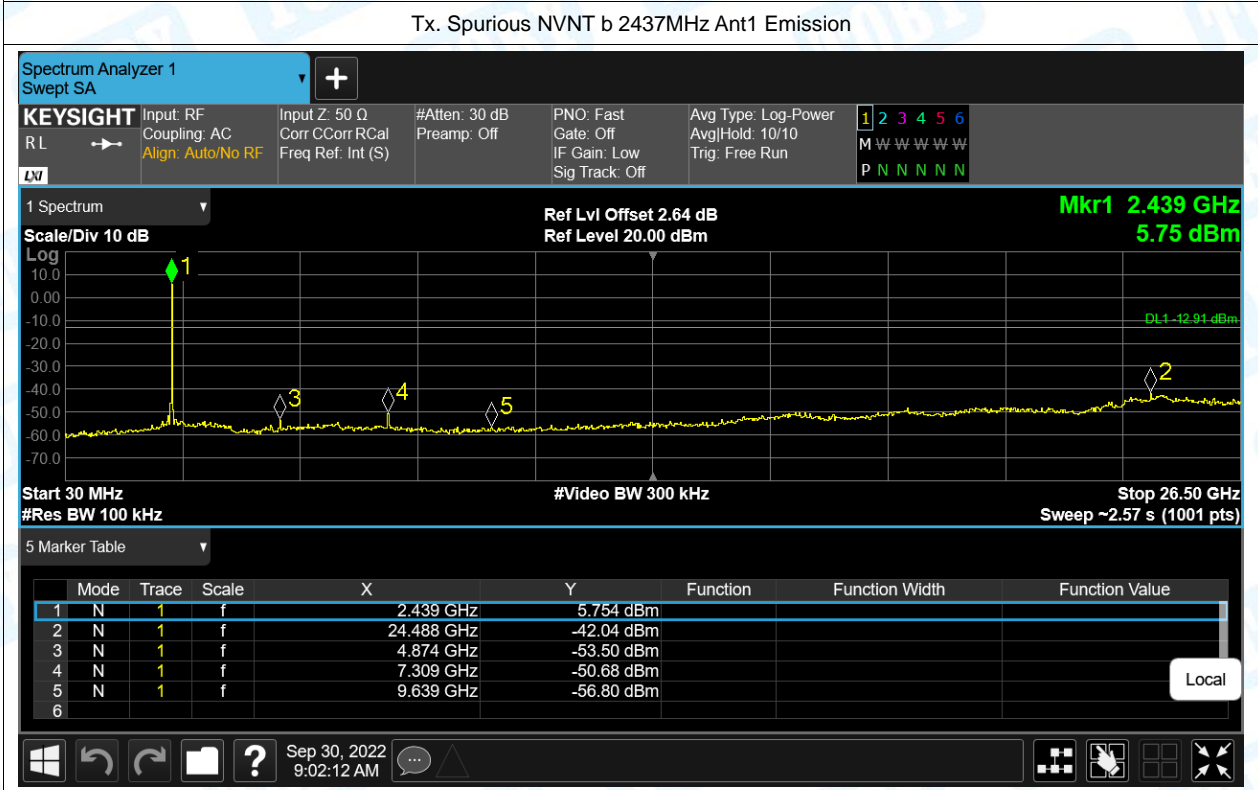 Tx. Spurious NVNT b 2437MHz Ant1 Emission
Spectrum Analyzer 1
Swept SA
KEYSIGHT
RL
LXI
Input: RF
Coupling: AC
Align: Auto/No RF
Input Z: 50 Ω
Corr CCorr RCal
Freq Ref: Int (S)
#Atten: 30 dB
Preamp: Off
PNO: Fast
Gate: Off
IF Gain: Low
Sig Track: Off
Avg Type: Log-Power
Avg|Hold: 10/10
Trig: Free Run
1 2 3 4 5 6
M W W W W W
P N N N N N
1 Spectrum
Scale/Div 10 dB
Ref Lvl Offset 2.64 dB
Ref Level 20.00 dBm
Mkr1 2.439 GHz
5.75 dBm
Log
10.0
0.00
-10.0
-20.0
-30.0
-40.0
-50.0
-60.0
-70.0
1
3
4
5
2
DL1 -12.91 dBm
Start 30 MHz
#Video BW 300 kHz
Stop 26.50 GHz
#Res BW 100 kHz
Sweep ~2.57 s (1001 pts)
5 Marker Table
Mode Trace Scale X Y Function Function Width Function Value
1 N 1 f 2.439 GHz 5.754 dBm
2 N 1 f 24.488 GHz -42.04 dBm
3 N 1 f 4.874 GHz -53.50 dBm
4 N 1 f 7.309 GHz -50.68 dBm
5 N 1 f 9.639 GHz -56.80 dBm
6
Local
?
Sep 30, 2022
9:02:12 AM